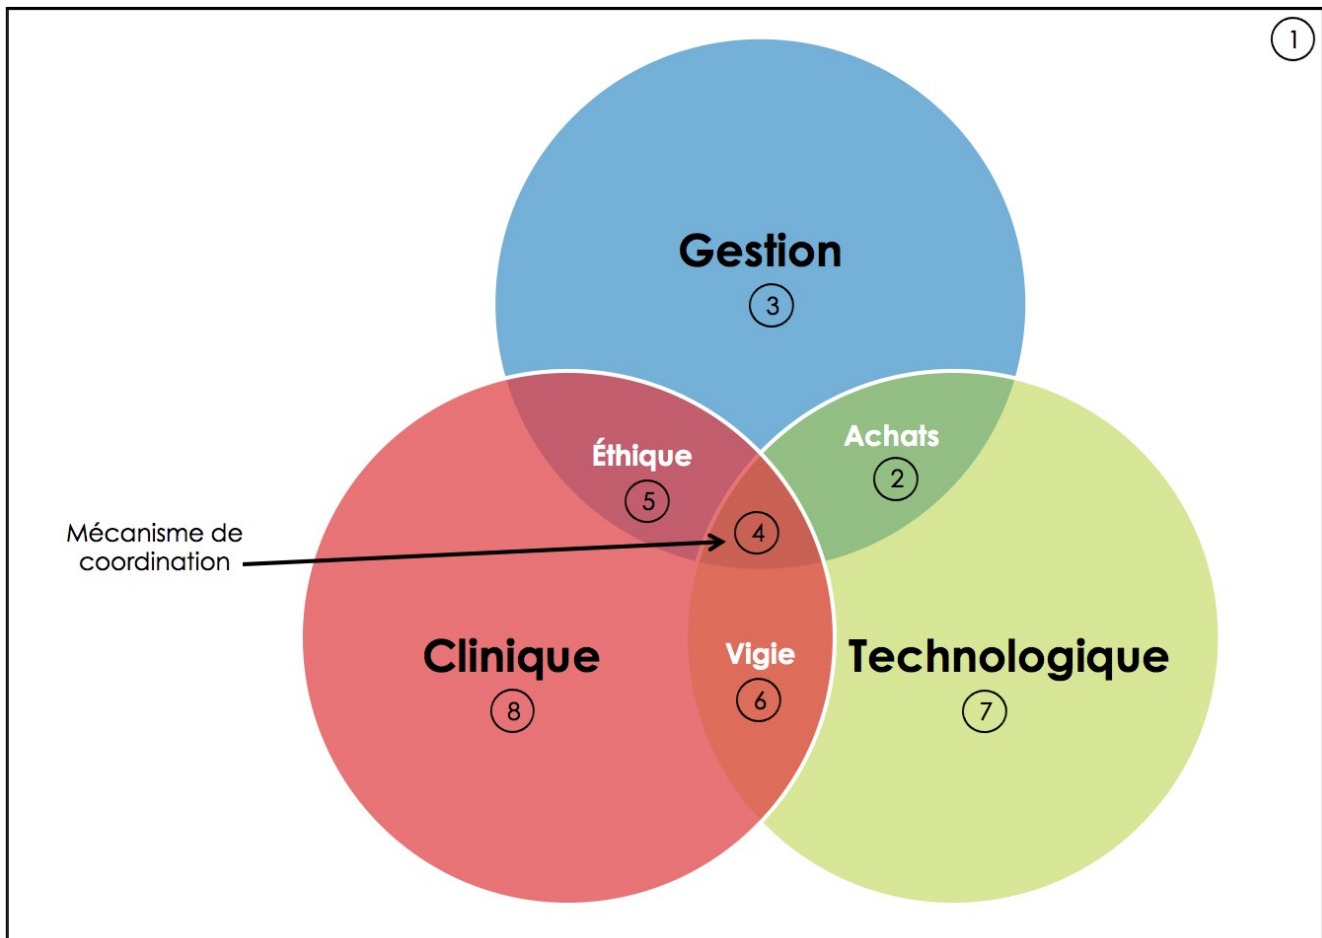 1
Gestion
3
Achats
2
Éthique
5
4
Mécanisme de
coordination
Clinique
8
Vigie
6
Technologique
7